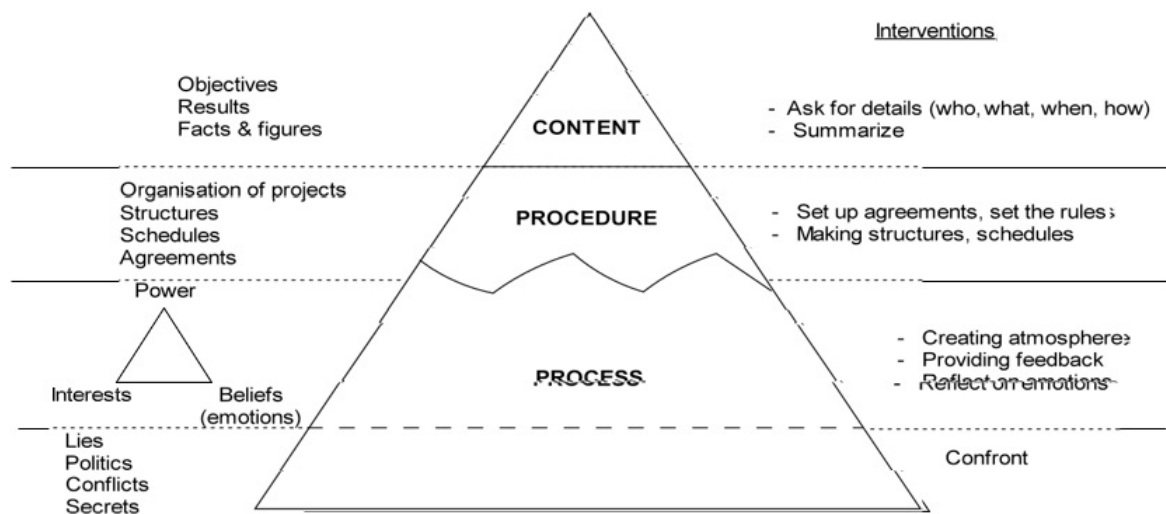 Interventions
Objectives
Results
Facts & figures
CONTENT
- Ask for details (who, what, when, how)
- Summarize
Organisation of projects
Structures
Schedules
Agreements
PROCEDURE
- Set up agreements, set the rules
- Making structures, schedules
Power
Interests
Beliefs
(emotions)
PROCESS
- Creating atmosphere
- Providing feedback
- Reflect on emotions
Lies
Politics
Conflicts
Secrets
Confront